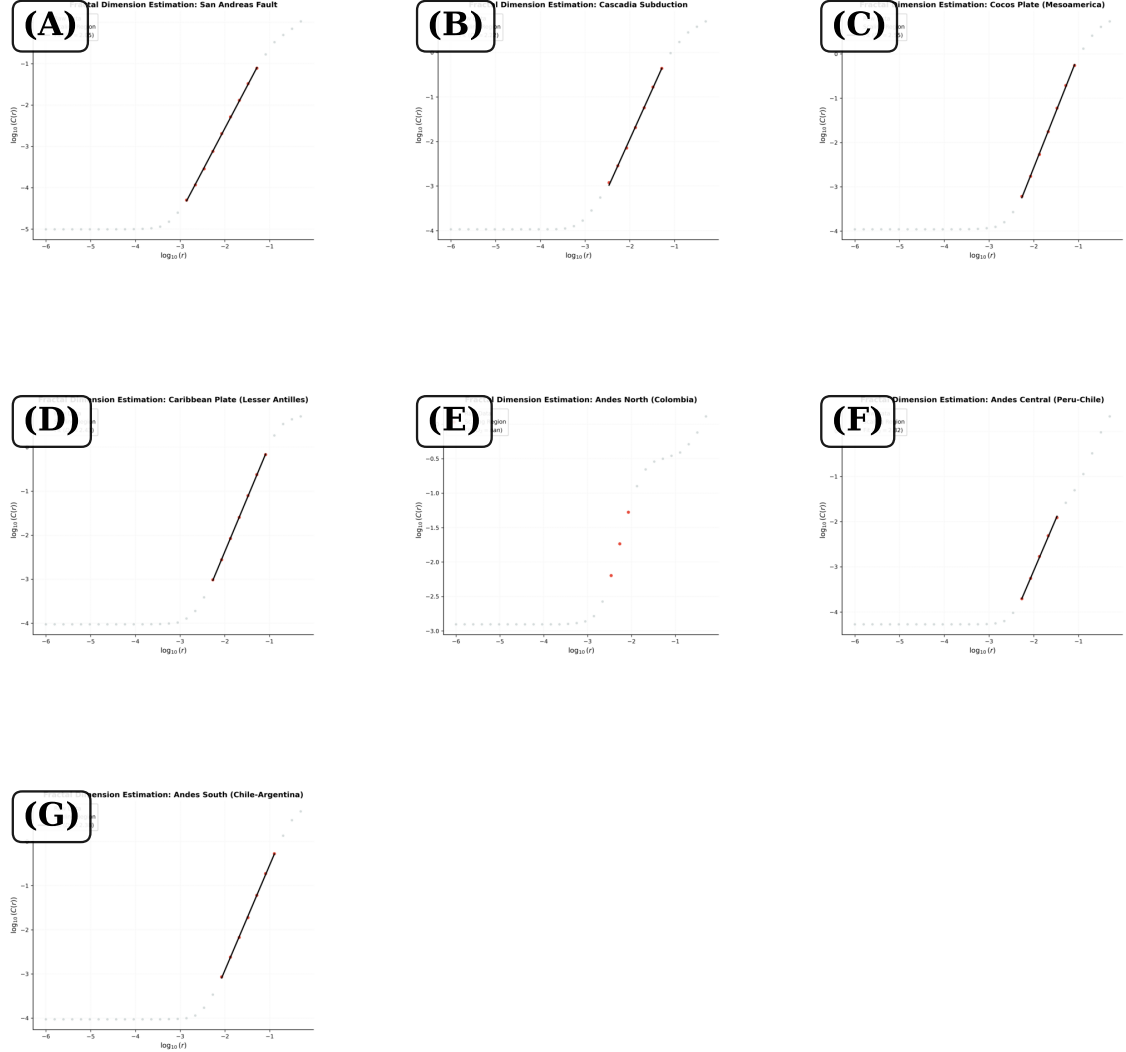 (A)
Dimension Estimation: San Andreas Fault
−1
−2
−3
−4
−5
log₁₀(C(r))
−6 −5 −4 −3 −2 −1
log₁₀(r)
(B)
Dimension Estimation: Cascadia Subduction
0
−1
−2
−3
−4
log₁₀(C(r))
−6 −5 −4 −3 −2 −1
log₁₀(r)
(C)
Dimension Estimation: Cocos Plate (Mesoamerica)
0
−1
−2
−3
−4
log₁₀(C(r))
−6 −5 −4 −3 −2 −1
log₁₀(r)
(D)
Dimension Estimation: Caribbean Plate (Lesser Antilles)
−1
−2
−3
−4
log₁₀(C(r))
−6 −5 −4 −3 −2 −1
log₁₀(r)
(E)
Dimension Estimation: Andes North (Colombia)
−0.5
−1.0
−1.5
−2.0
−2.5
−3.0
log₁₀(C(r))
−6 −5 −4 −3 −2 −1
log₁₀(r)
(F)
Dimension Estimation: Andes Central (Peru-Chile)
−1
−2
−3
−4
log₁₀(C(r))
−6 −5 −4 −3 −2 −1
log₁₀(r)
(G)
Dimension Estimation: Andes South (Chile-Argentina)
−1
−2
−3
−4
log₁₀(C(r))
−6 −5 −4 −3 −2 −1
log₁₀(r)